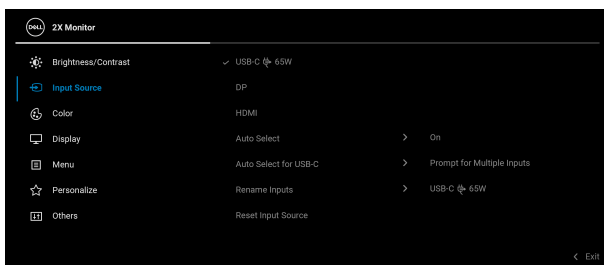 DELL 2X Monitor
Brightness/Contrast USB-C 65W
Input Source DP
Color HDMI
Display Auto Select On
Menu Auto Select for USB-C Prompt for Multiple Inputs
Personalize Rename Inputs USB-C 65W
Others Reset Input Source
Exit